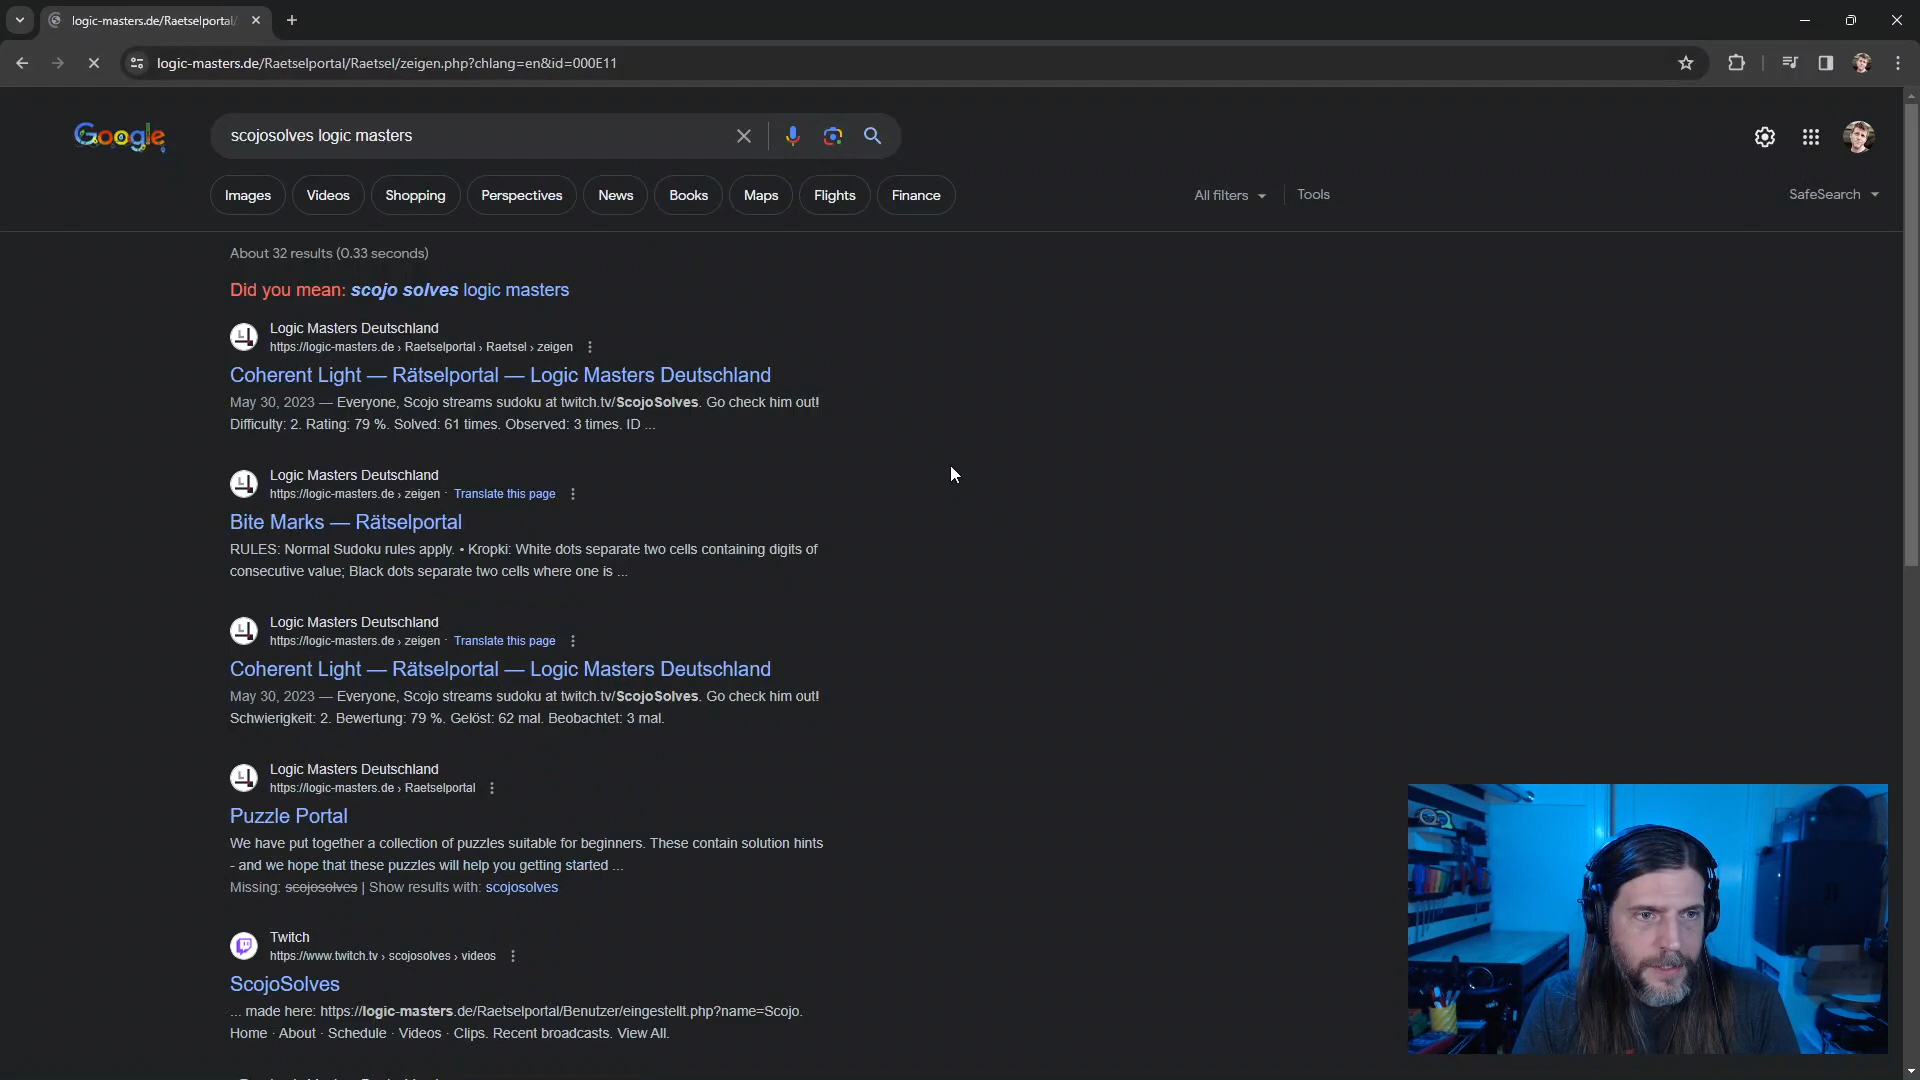 logic-masters.de/Raetselportal/
logic-masters.de/Raetselportal/Raetsel/zeigen.php?chlang=en&id=000E11
Google
scojosolves logic masters
Images
Videos
Shopping
Perspectives
News
Books
Maps
Flights
Finance
All filters
Tools
SafeSearch
About 32 results (0.33 seconds)
Did you mean: scojo solves logic masters
Logic Masters Deutschland
https://logic-masters.de › Raetselportal › Raetsel › zeigen
Coherent Light — Rätselportal — Logic Masters Deutschland
May 30, 2023 — Everyone, Scojo streams sudoku at twitch.tv/ScojoSolves. Go check him out!
Difficulty: 2. Rating: 79 %. Solved: 61 times. Observed: 3 times. ID ...
Logic Masters Deutschland
https://logic-masters.de › zeigen · Translate this page
Bite Marks — Rätselportal
RULES: Normal Sudoku rules apply. • Kropki: White dots separate two cells containing digits of
consecutive value; Black dots separate two cells where one is ...
Logic Masters Deutschland
https://logic-masters.de › zeigen · Translate this page
Coherent Light — Rätselportal — Logic Masters Deutschland
May 30, 2023 — Everyone, Scojo streams sudoku at twitch.tv/ScojoSolves. Go check him out!
Schwierigkeit: 2. Bewertung: 79 %. Gelöst: 62 mal. Beobachtet: 3 mal.
Logic Masters Deutschland
https://logic-masters.de › Raetselportal
Puzzle Portal
We have put together a collection of puzzles suitable for beginners. These contain solution hints
- and we hope that these puzzles will help you getting started ...
Missing: scojosolves | Show results with: scojosolves
Twitch
https://www.twitch.tv › scojosolves › videos
ScojoSolves
... made here: https://logic-masters.de/Raetselportal/Benutzer/eingestellt.php?name=Scojo.
Home · About · Schedule · Videos · Clips. Recent broadcasts. View All.